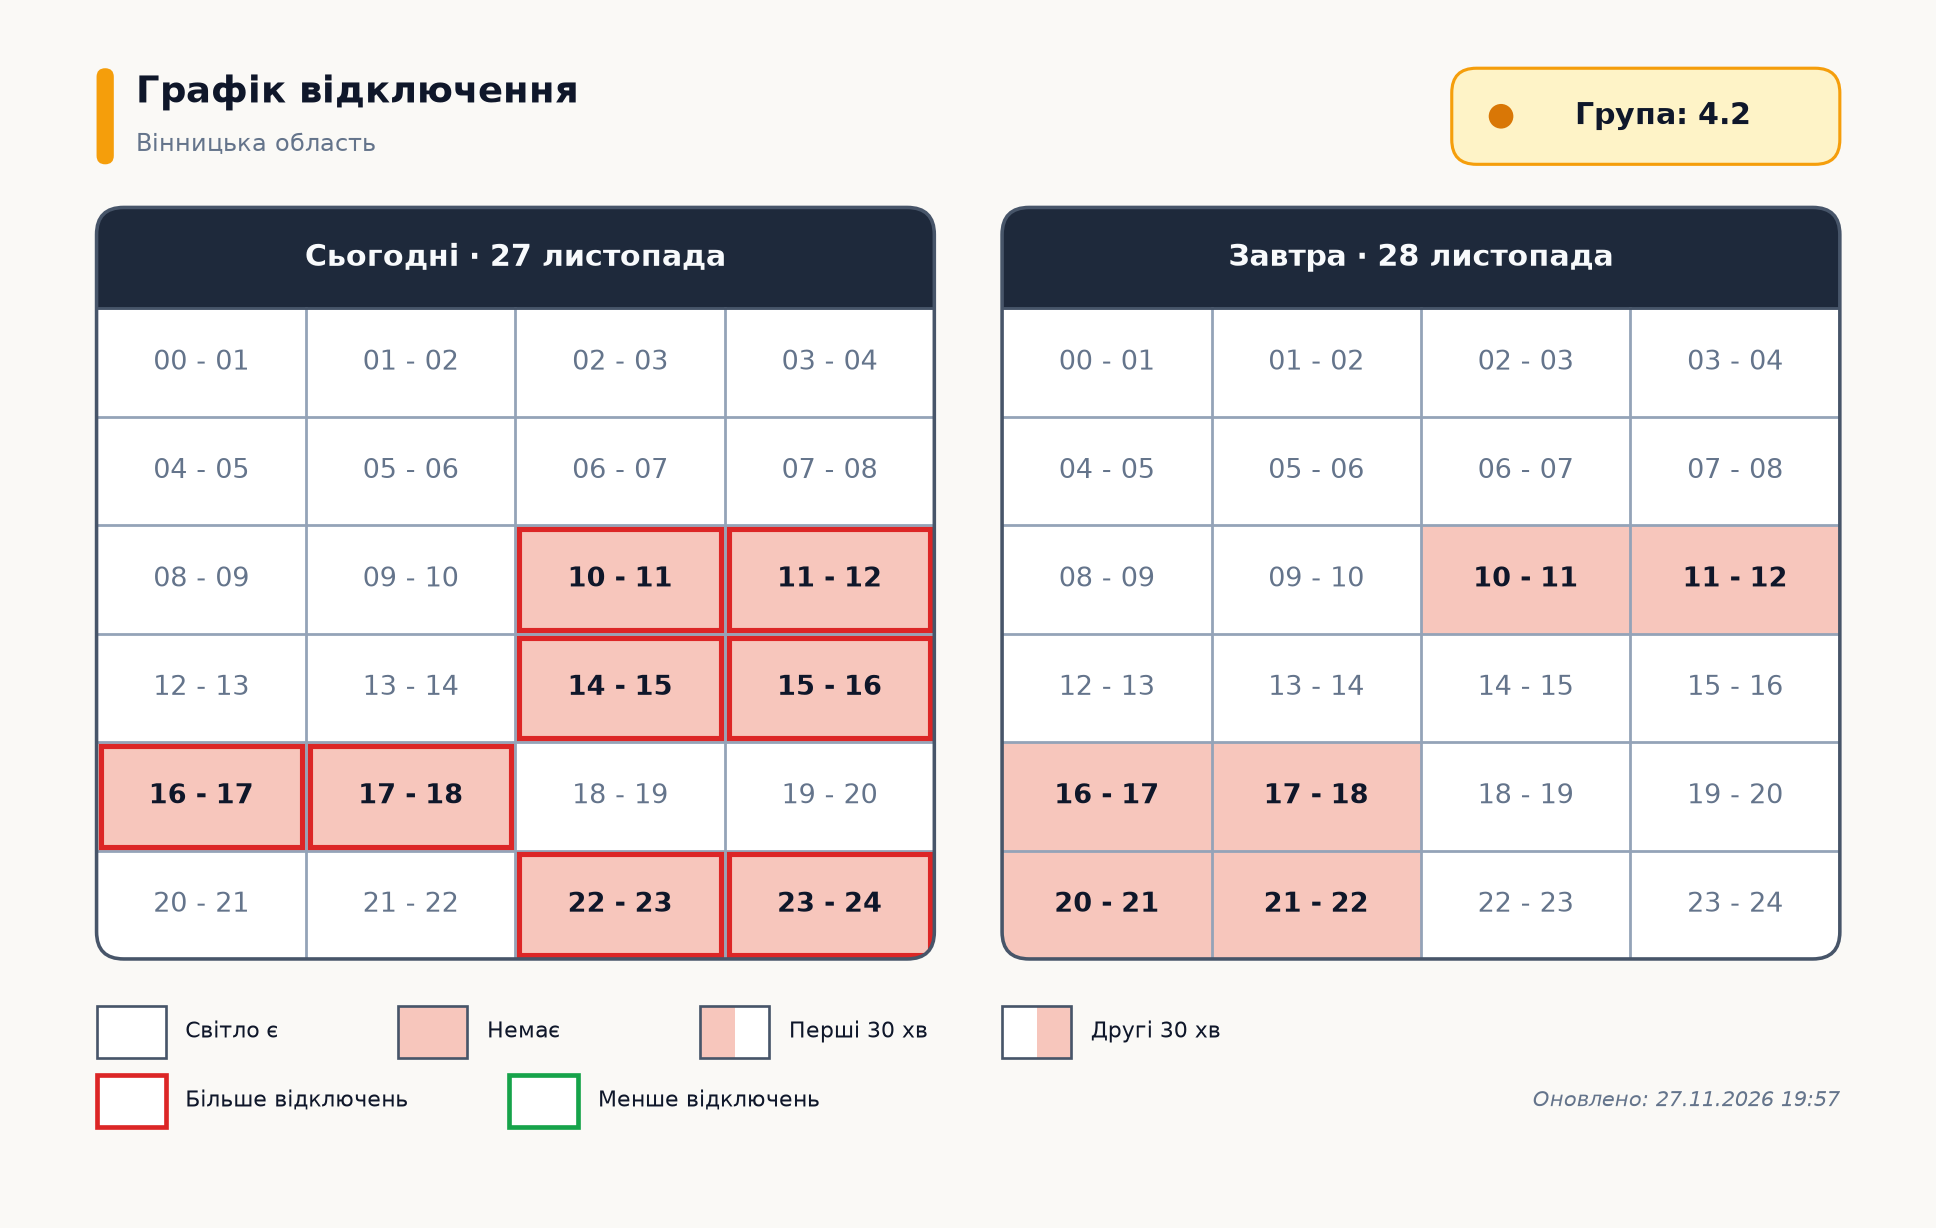 Графік відключення
Вінницька область
Група: 4.2
Сьогодні · 27 листопада
00 - 01 01 - 02 02 - 03 03 - 04
04 - 05 05 - 06 06 - 07 07 - 08
08 - 09 09 - 10 10 - 11 11 - 12
12 - 13 13 - 14 14 - 15 15 - 16
16 - 17 17 - 18 18 - 19 19 - 20
20 - 21 21 - 22 22 - 23 23 - 24
Завтра · 28 листопада
00 - 01 01 - 02 02 - 03 03 - 04
04 - 05 05 - 06 06 - 07 07 - 08
08 - 09 09 - 10 10 - 11 11 - 12
12 - 13 13 - 14 14 - 15 15 - 16
16 - 17 17 - 18 18 - 19 19 - 20
20 - 21 21 - 22 22 - 23 23 - 24
Світло є Немає Перші 30 хв Другі 30 хв
Більше відключень Менше відключень
Оновлено: 27.11.2026 19:57